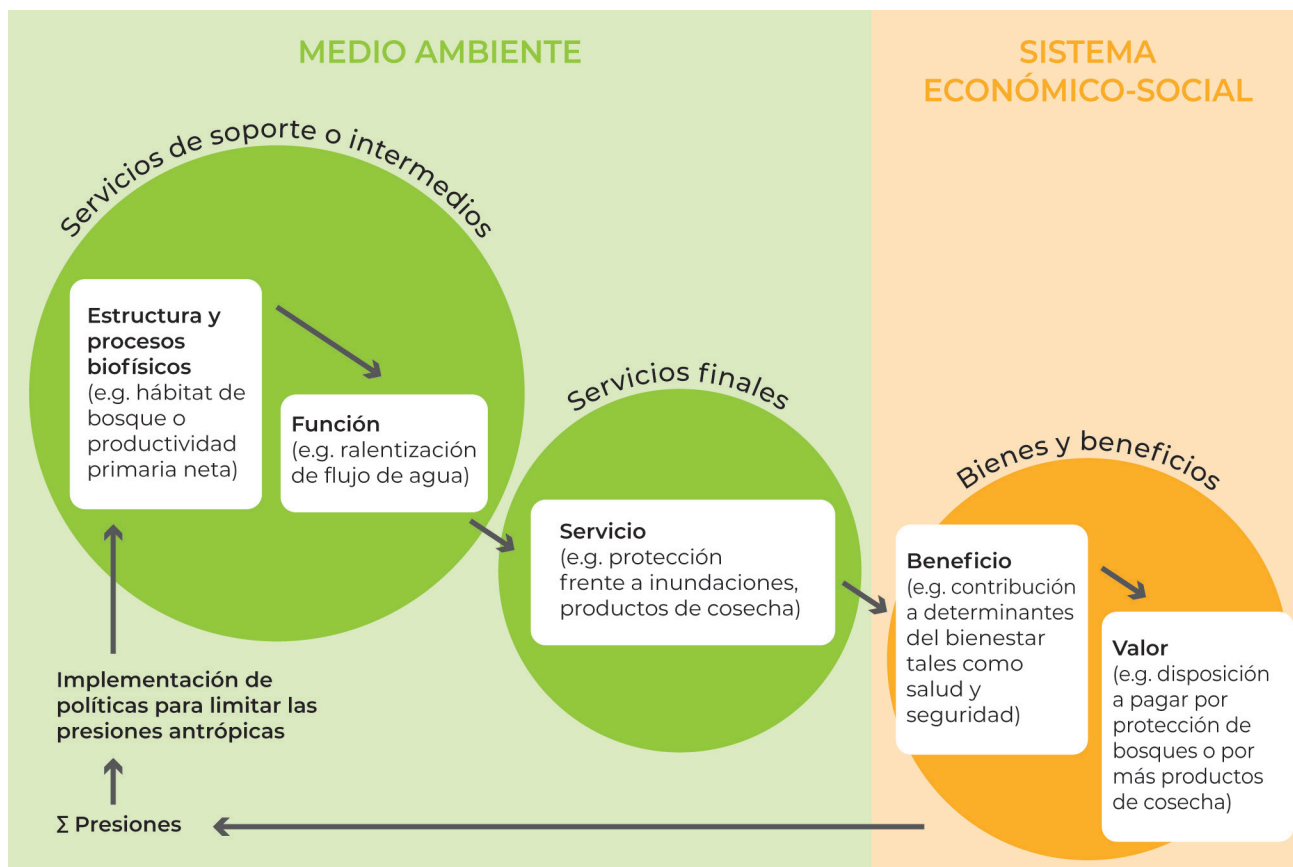 MEDIO AMBIENTE
SISTEMA
ECONÓMICO-SOCIAL
Servicios de soporte o intermedios
Estructura y
procesos
biofísicos
(e.g. hábitat de
bosque o
productividad
primaria neta)
Función
(e.g. ralentización
de flujo de agua)
Servicios finales
Servicio
(e.g. protección
frente a inundaciones,
productos de cosecha)
Bienes y beneficios
Beneficio
(e.g. contribución
a determinantes
del bienestar
tales como
salud y
seguridad)
Valor
(e.g. disposición
a pagar por
protección de
bosques o por
más productos
de cosecha)
Implementación de
políticas para limitar las
presiones antrópicas
Σ Presiones